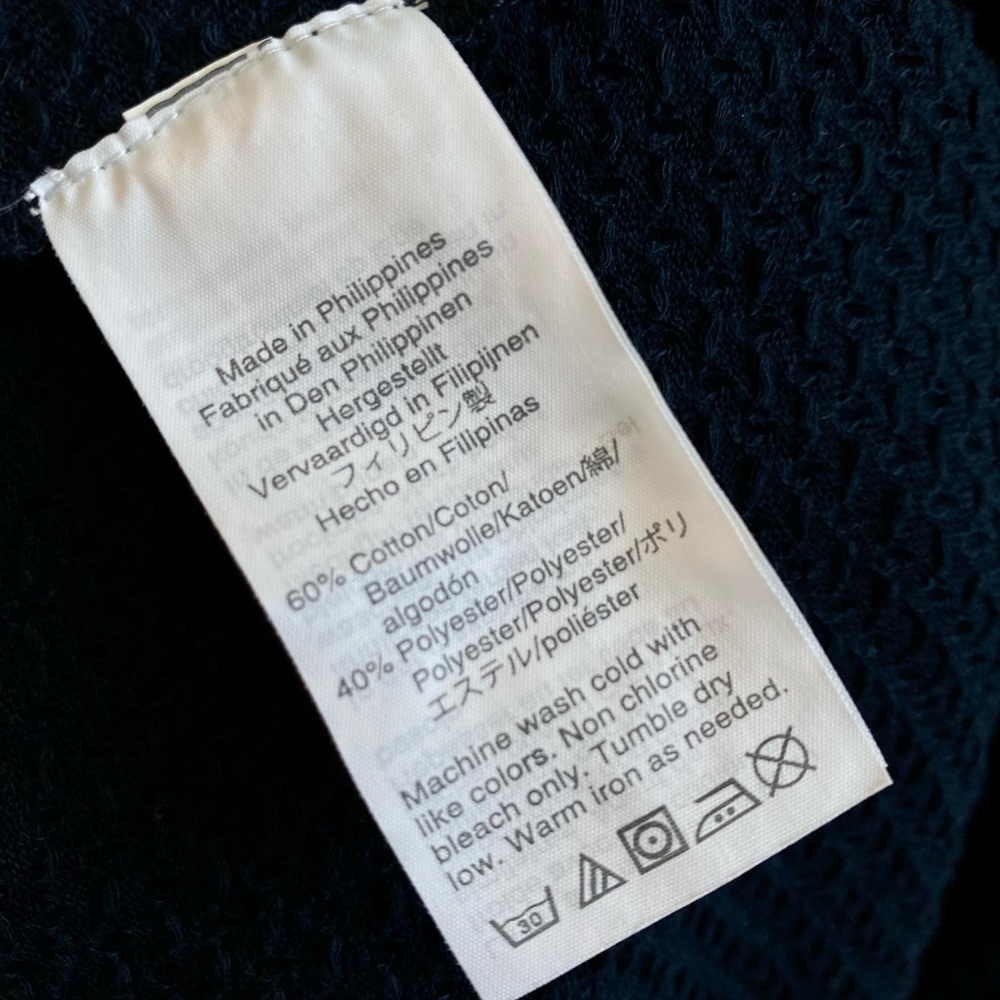 Made in Philippines
Fabriqué aux Philippines
in Den Philippinen
Hergestellt
Vervaardigd in Filipijnen
フィリピン製
Hecho en Filipinas
60% Cotton/Coton/
Baumwolle/Katoen/綿/
algodón
40% Polyester/Polyester/
Polyester/Polyester/ポリ
エステル/poliéster
Machine wash cold with
like colors. Non chlorine
bleach only. Tumble dry
low. Warm iron as needed.
30